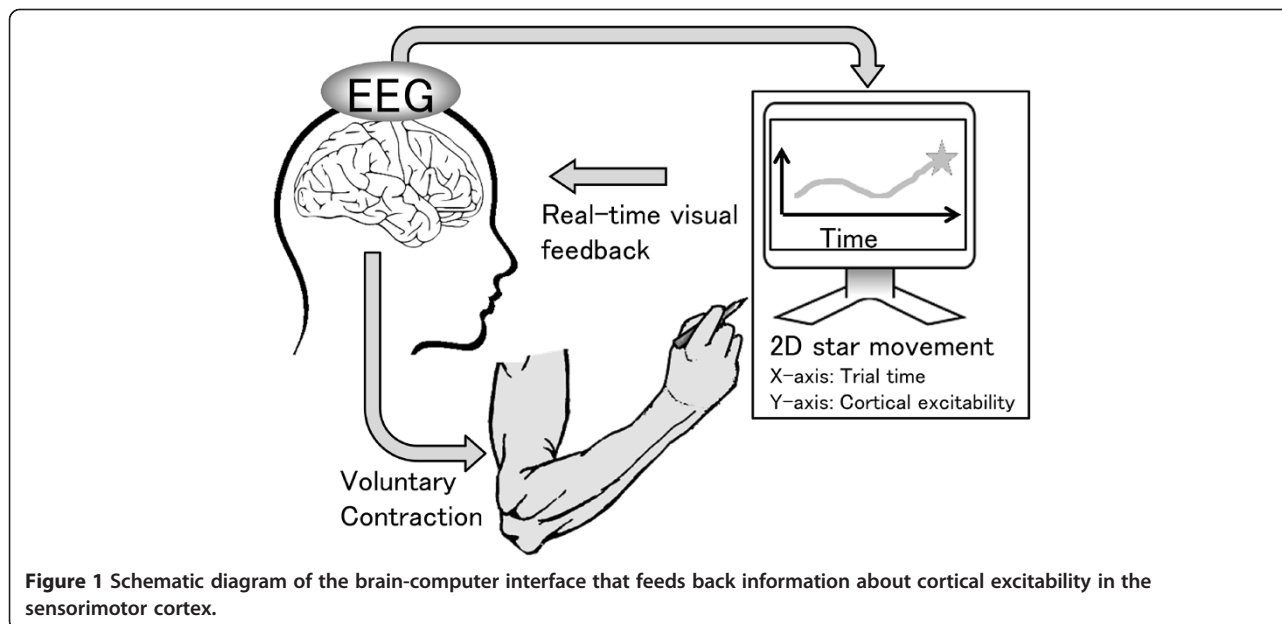 EEG
Real-time visual
feedback
Time
2D star movement
X-axis: Trial time
Y-axis: Cortical excitability
Voluntary
Contraction
Figure 1 Schematic diagram of the brain-computer interface that feeds back information about cortical excitability in the
sensorimotor cortex.